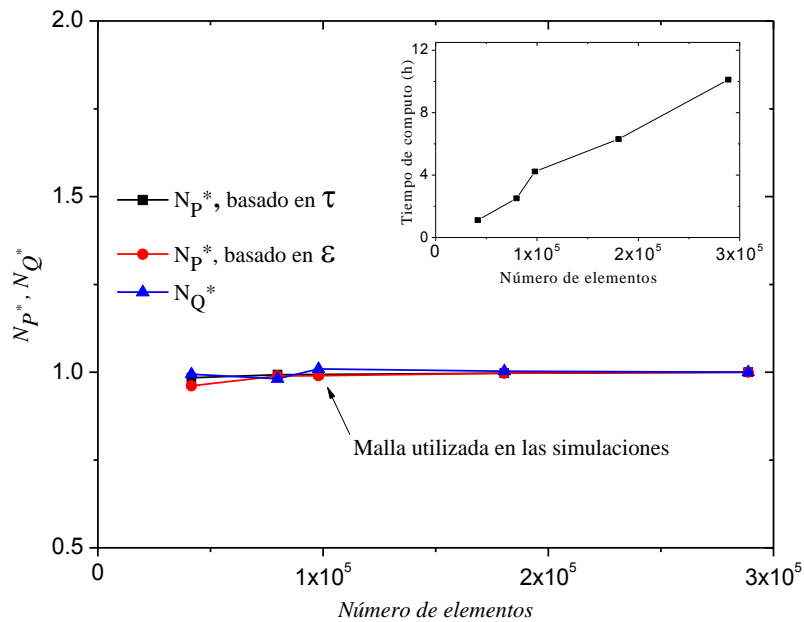 2.0
1.5
1.0
0.5
N_P*, N_Q*
0
1x10^5
2x10^5
3x10^5
Número de elementos
N_P*, basado en τ
N_P*, basado en ε
N_Q*
Malla utilizada en las simulaciones
12
8
4
0
Tiempo de computo (h)
0
1x10^5
2x10^5
3x10^5
Número de elementos